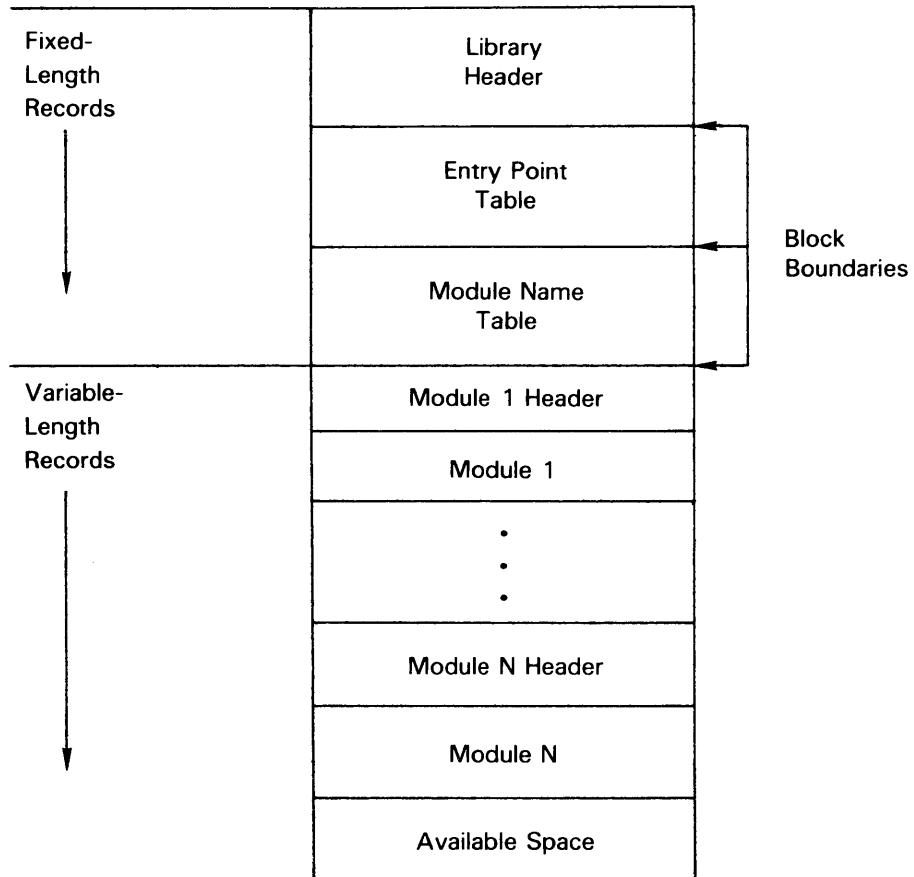 Fixed-
Length
Records
Library
Header
Entry Point
Table
Module Name
Table
Block
Boundaries
Variable-
Length
Records
Module 1 Header
Module 1
Module N Header
Module N
Available Space